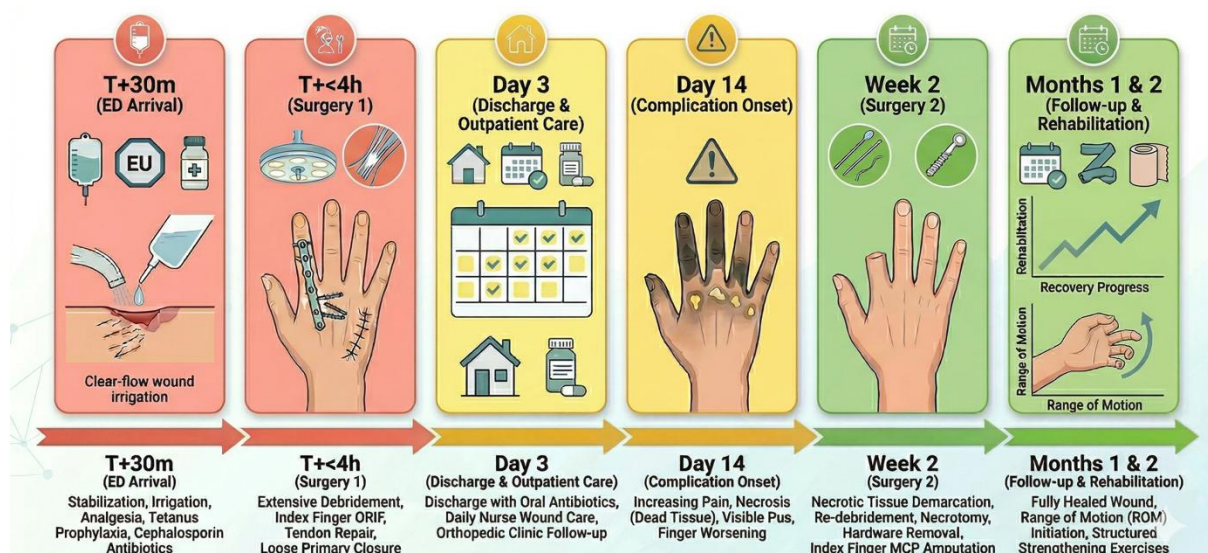 T+30m
(ED Arrival)
EU
Clear-flow wound
irrigation
T+<4h
(Surgery 1)
Day 3
(Discharge &
Outpatient Care)
Day 14
(Complication Onset)
Week 2
(Surgery 2)
Months 1 & 2
(Follow-up &
Rehabilitation)
Rehabilitation
Recovery Progress
Range of Motion
Range of Motion
T+30m
(ED Arrival)
Stabilization, Irrigation,
Analgesia, Tetanus
Prophylaxia, Cephalosporin
Antibiotics
T+<4h
(Surgery 1)
Extensive Debridement,
Index Finger ORIF,
Tendon Repair,
Loose Primary Closure
Day 3
(Discharge & Outpatient Care)
Discharge with Oral Antibiotics,
Daily Nurse Wound Care,
Orthopedic Clinic Follow-up
Day 14
(Complication Onset)
Increasing Pain, Necrosis
(Dead Tissue), Visible Pus,
Finger Worsening
Week 2
(Surgery 2)
Necrotic Tissue Demarcation,
Re-debridement, Necrotomy,
Hardware Removal,
Index Finger MCP Amputation
Months 1 & 2
(Follow-up & Rehabilitation)
Fully Healed Wound,
Range of Motion (ROM)
Initiation, Structured
Strengthening Exercises